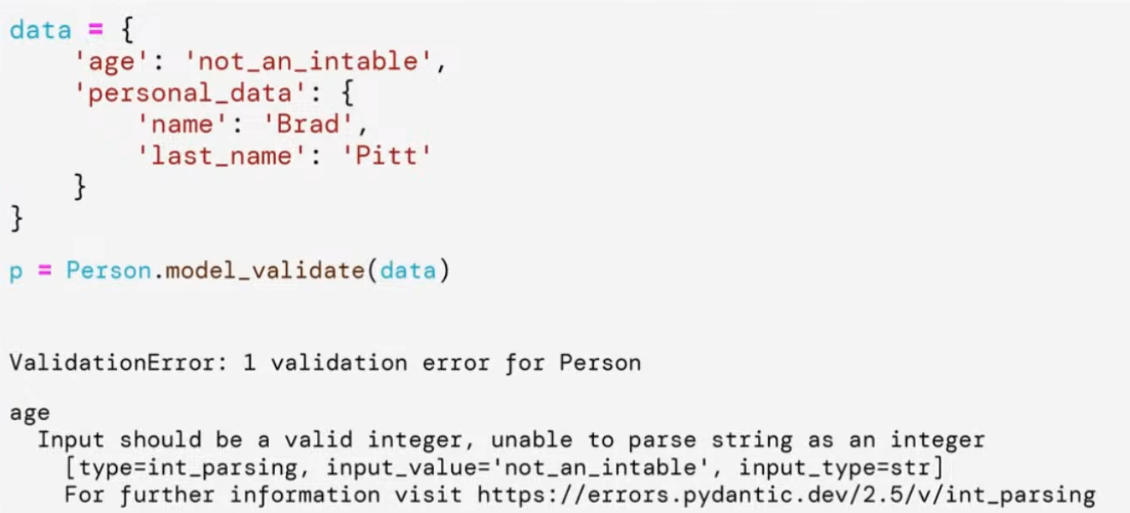 data = {
    'age': 'not_an_intable',
    'personal_data': {
        'name': 'Brad',
        'last_name': 'Pitt'
    }
}
p = Person.model_validate(data)
ValidationError: 1 validation error for Person
age
  Input should be a valid integer, unable to parse string as an integer
    [type=int_parsing, input_value='not_an_intable', input_type=str]
    For further information visit https://errors.pydantic.dev/2.5/v/int_parsing